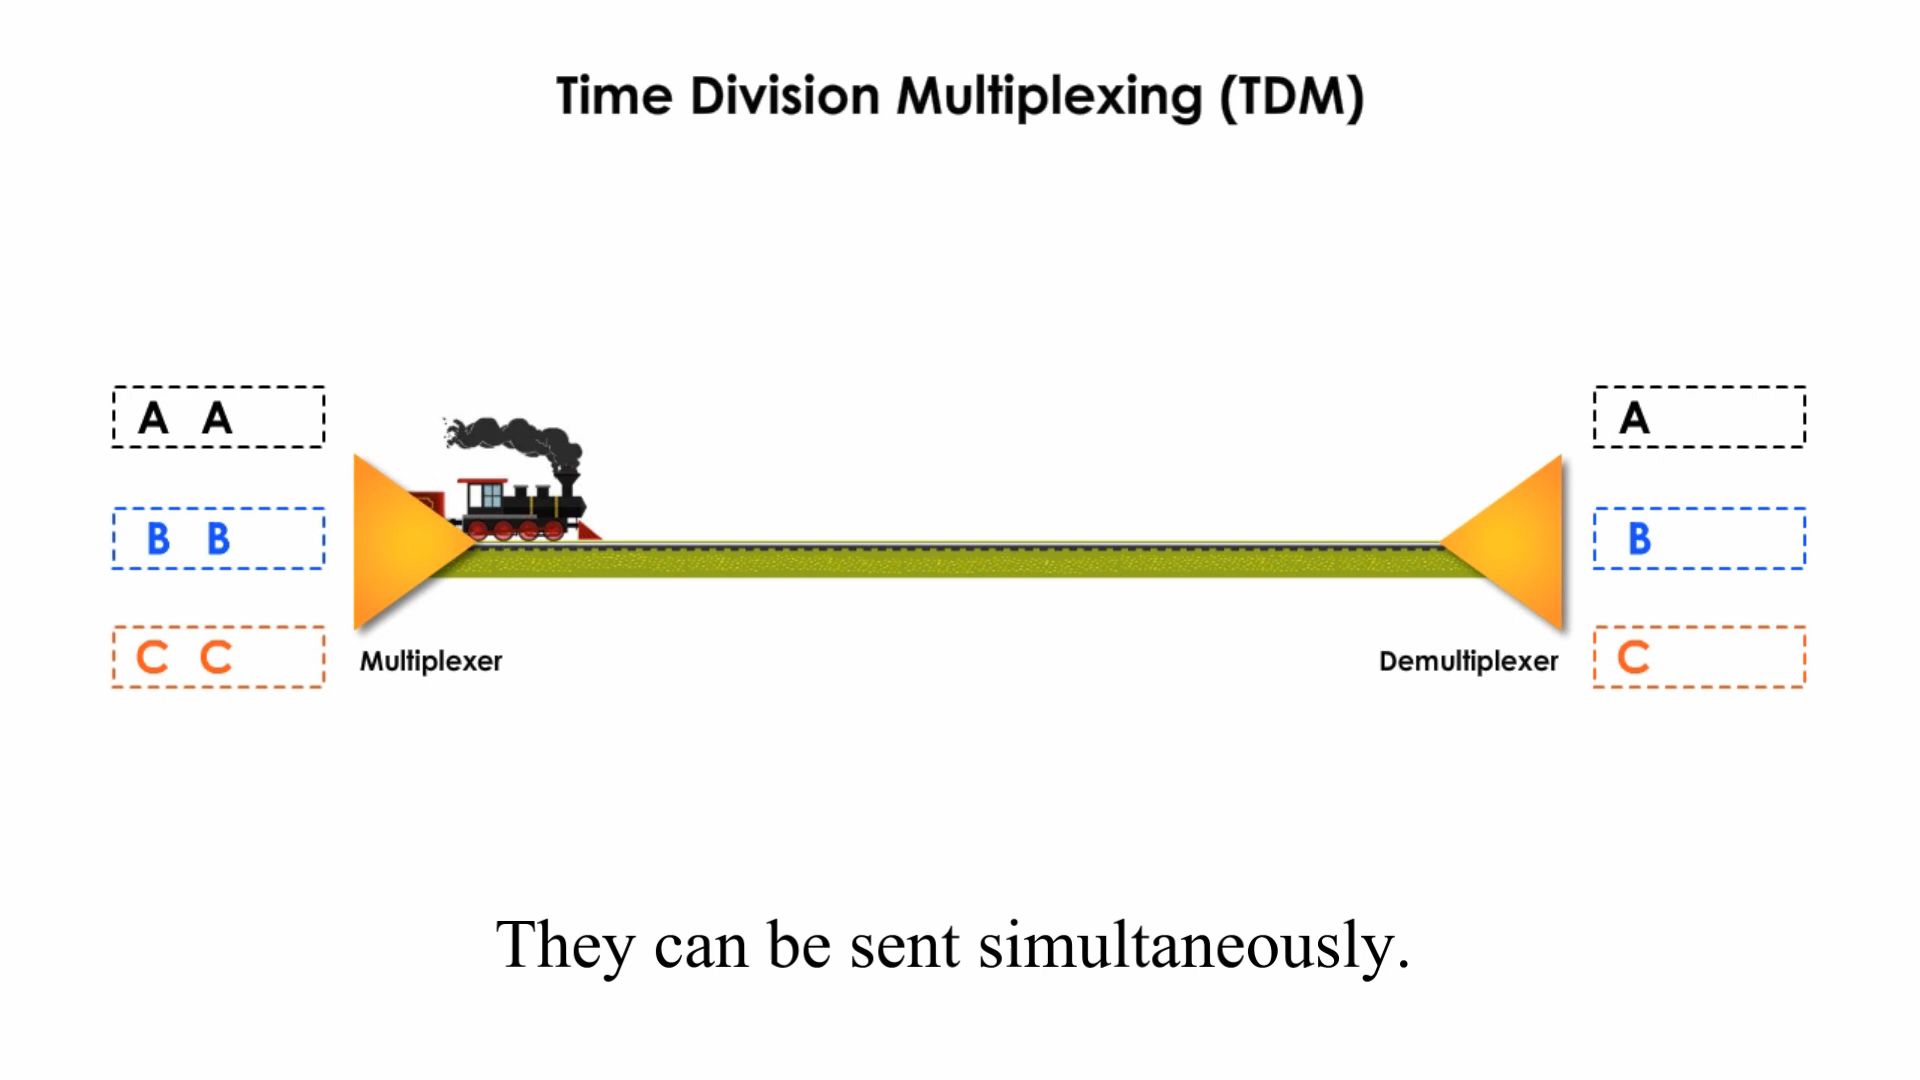 Time Division Multiplexing (TDM)
A A
A
B B
B
C C
C
Multiplexer
Demultiplexer
They can be sent simultaneously.